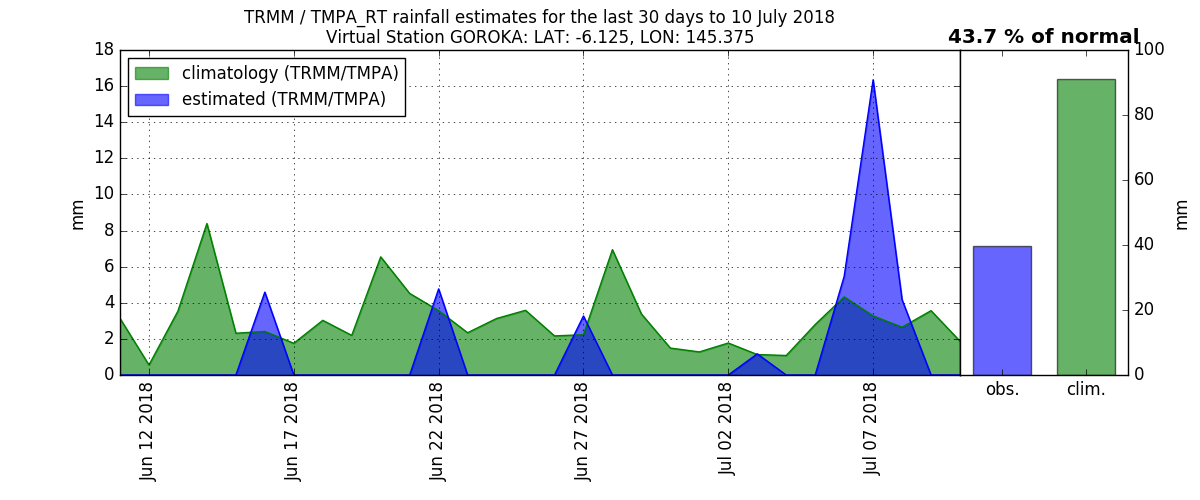 TRMM / TMPA_RT rainfall estimates for the last 30 days to 10 July 2018
Virtual Station GOROKA: LAT: -6.125, LON: 145.375
43.7 % of normal
climatology (TRMM/TMPA)
estimated (TRMM/TMPA)
18
16
14
12
10
8
6
4
2
0
mm
Jun 12 2018
Jun 17 2018
Jun 22 2018
Jun 27 2018
Jul 02 2018
Jul 07 2018
obs.
clim.
100
80
60
40
20
0
mm